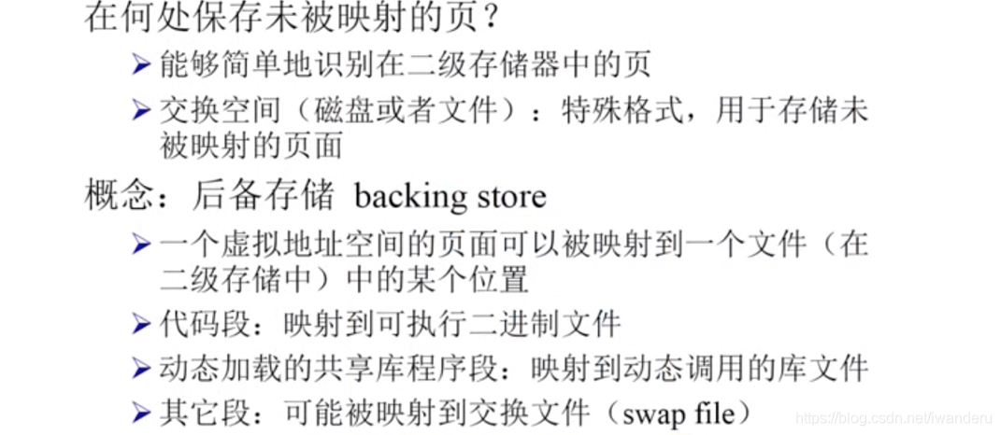 在何处保存未被映射的页？
➢能够简单地识别在二级存储器中的页
➢交换空间（磁盘或者文件）：特殊格式，用于存储未
被映射的页面
概念：后备存储 backing store
➢一个虚拟地址空间的页面可以被映射到一个文件（在
二级存储中）中的某个位置
➢代码段：映射到可执行二进制文件
➢动态加载的共享库程序段：映射到动态调用的库文件
➢其它段：可能被映射到交换文件（swap file）
https://blog.csdn.net/iwanderu